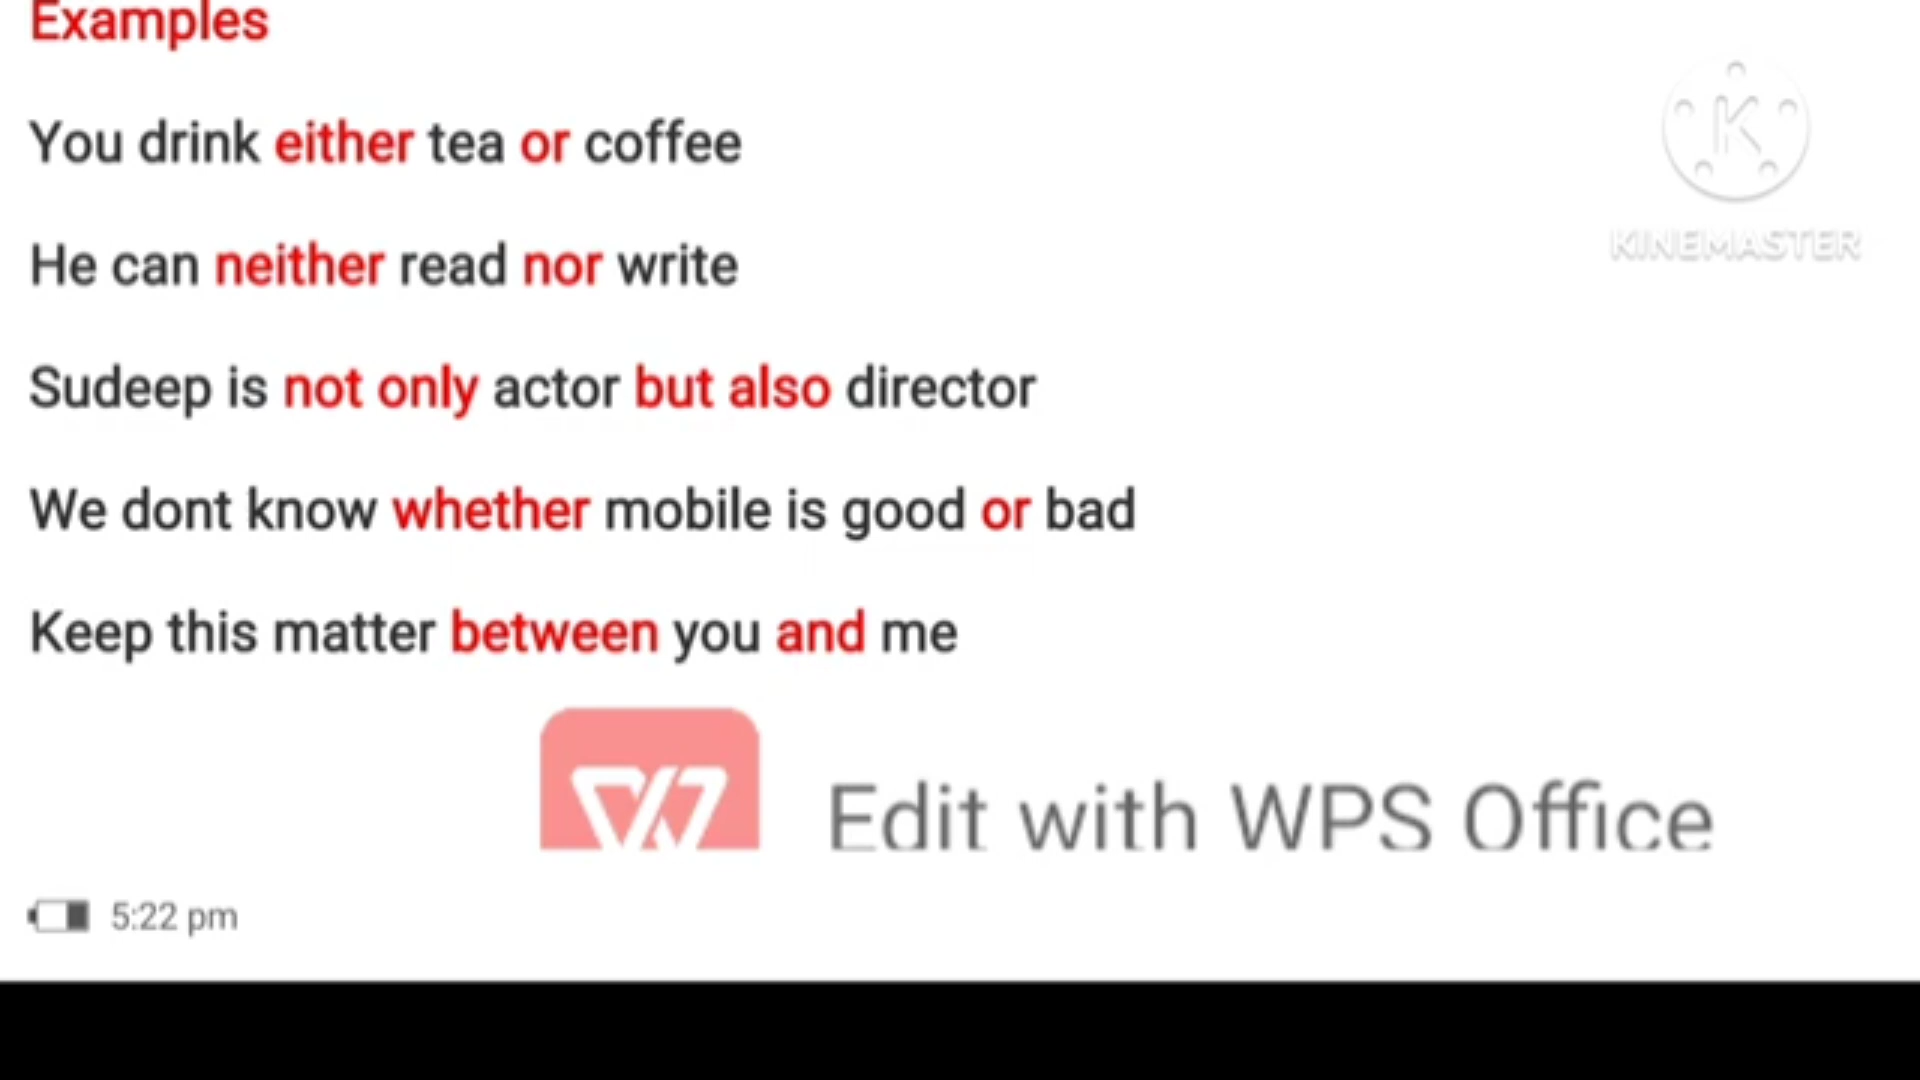 Examples
You drink either tea or coffee
He can neither read nor write
Sudeep is not only actor but also director
We dont know whether mobile is good or bad
Keep this matter between you and me
Edit with WPS Office
5:22 pm
K
KINEMASTER